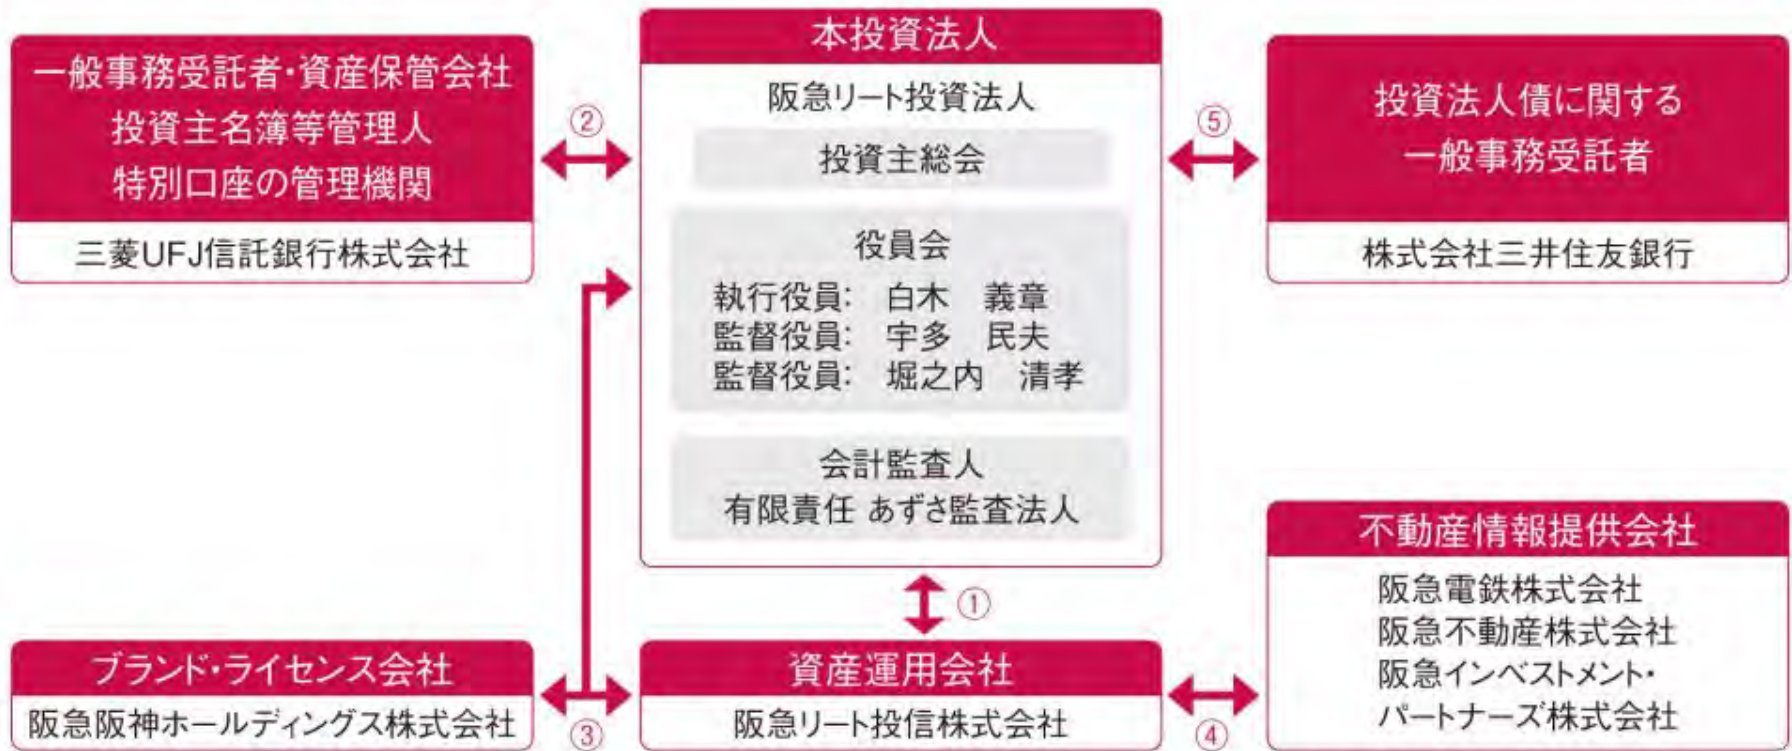 一般事務受託者・資産保管会社
投資主名簿等管理人
特別口座の管理機関
三菱UFJ信託銀行株式会社
②
本投資法人
阪急リート投資法人
投資主総会
役員会
執行役員： 白木 義章
監督役員： 宇多 民夫
監督役員： 堀之内 清孝
会計監査人
有限責任 あずさ監査法人
⑤
投資法人債に関する
一般事務受託者
株式会社三井住友銀行
①
ブランド・ライセンス会社
阪急阪神ホールディングス株式会社
③
資産運用会社
阪急リート投信株式会社
④
不動産情報提供会社
阪急電鉄株式会社
阪急不動産株式会社
阪急インベストメント・
パートナーズ株式会社